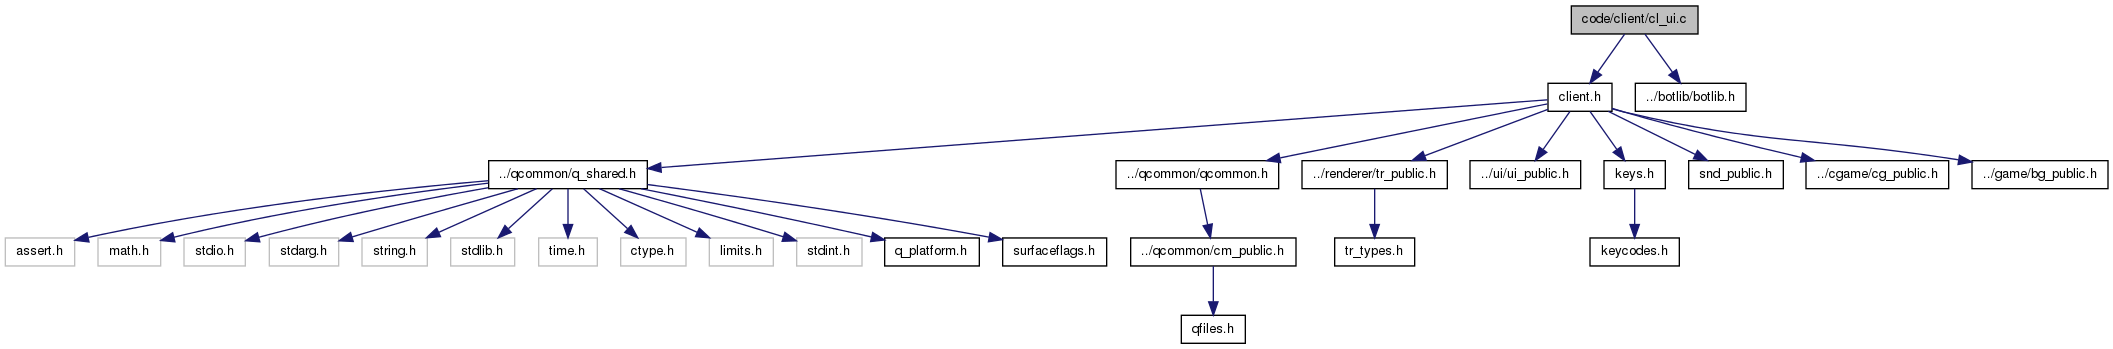 code/client/cl_ui.c
client.h
../botlib/botlib.h
../qcommon/q_shared.h
../qcommon/qcommon.h
../renderer/tr_public.h
../ui/ui_public.h
keys.h
snd_public.h
../cgame/cg_public.h
../game/bg_public.h
assert.h
math.h
stdio.h
stdarg.h
string.h
stdlib.h
time.h
ctype.h
limits.h
stdint.h
q_platform.h
surfaceflags.h
../qcommon/cm_public.h
tr_types.h
keycodes.h
qfiles.h